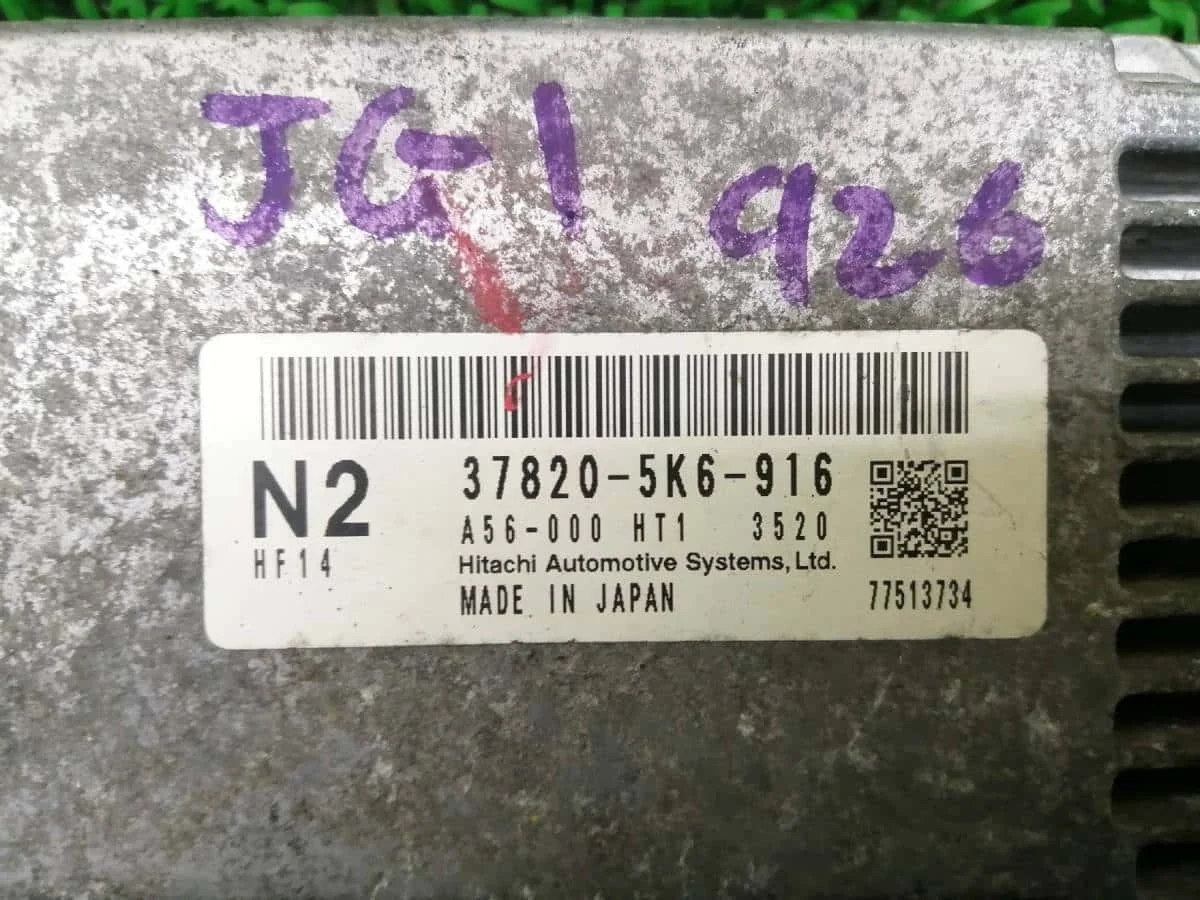 JG1 926
N2 37820-5K6-916
A56-000 HT1 3520
HF14 Hitachi Automotive Systems, Ltd.
MADE IN JAPAN 77513734